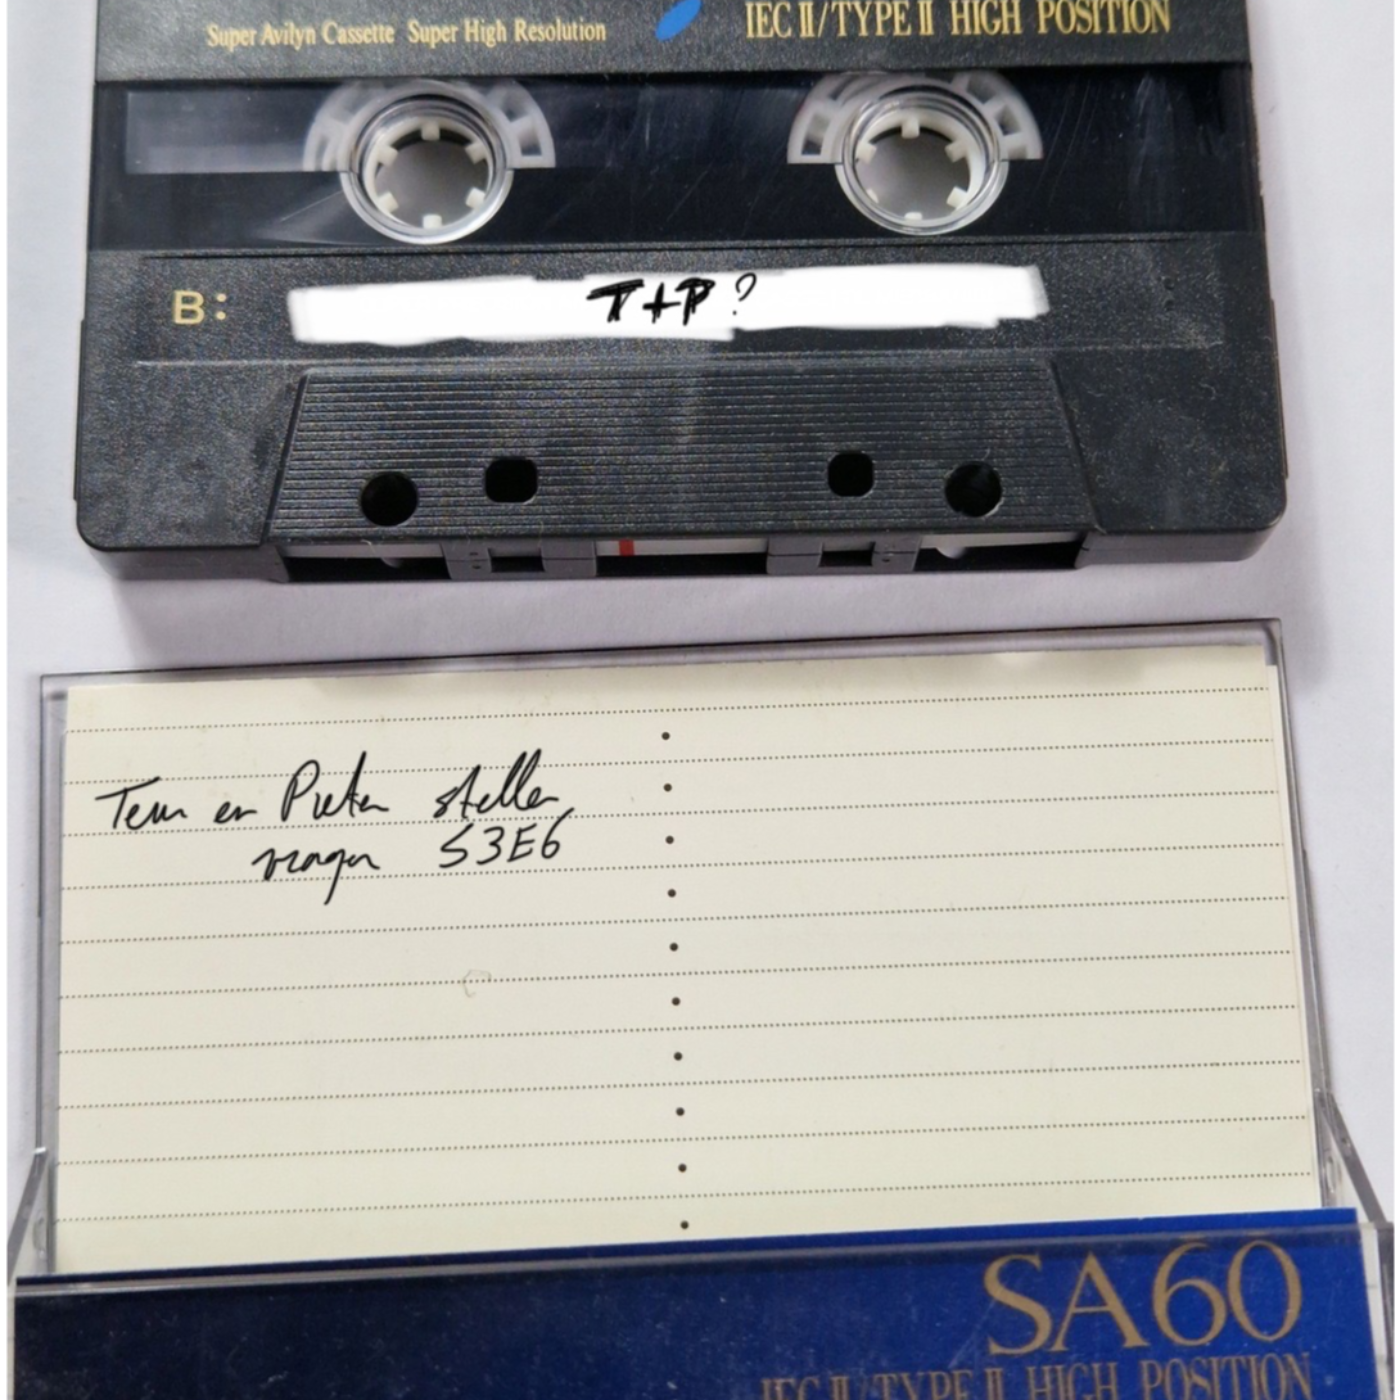 Super Avilyn Cassette Super High Resolution
IEC II/TYPE II HIGH POSITION
B:
T+P?
Teun en Pieter stellen
vragen S3E6
SA60
IEC II/TYPE II HIGH POSITION